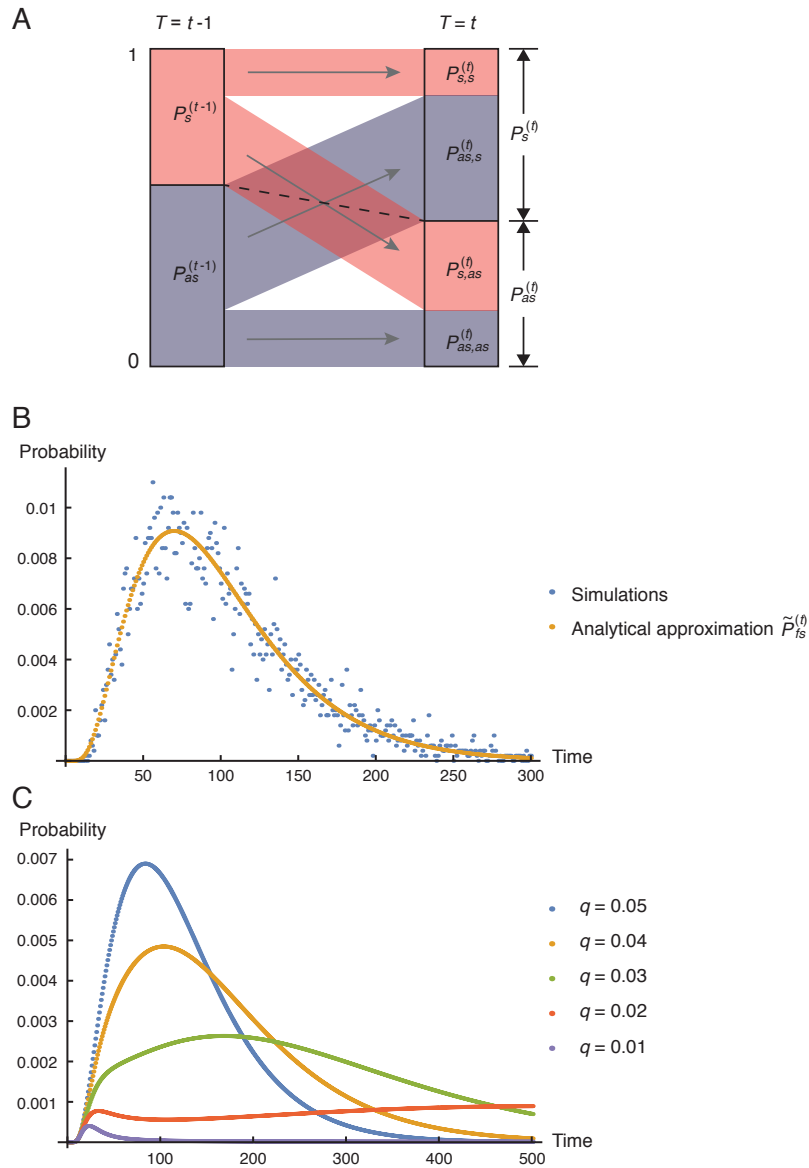 A
T = t -1
T = t
1
P_s^(t-1)
P_s,s^(t)
P_s^(t)
P_as,s^(t)
P_as^(t-1)
P_s,as^(t)
P_as^(t)
P_as,as^(t)
0
B
Probability
0.01
0.008
0.006
0.004
0.002
50 100 150 200 250 300
Time
Simulations
Analytical approximation P̃_fs^(t)
C
Probability
0.007
0.006
0.005
0.004
0.003
0.002
0.001
100 200 300 400 500
Time
q = 0.05
q = 0.04
q = 0.03
q = 0.02
q = 0.01